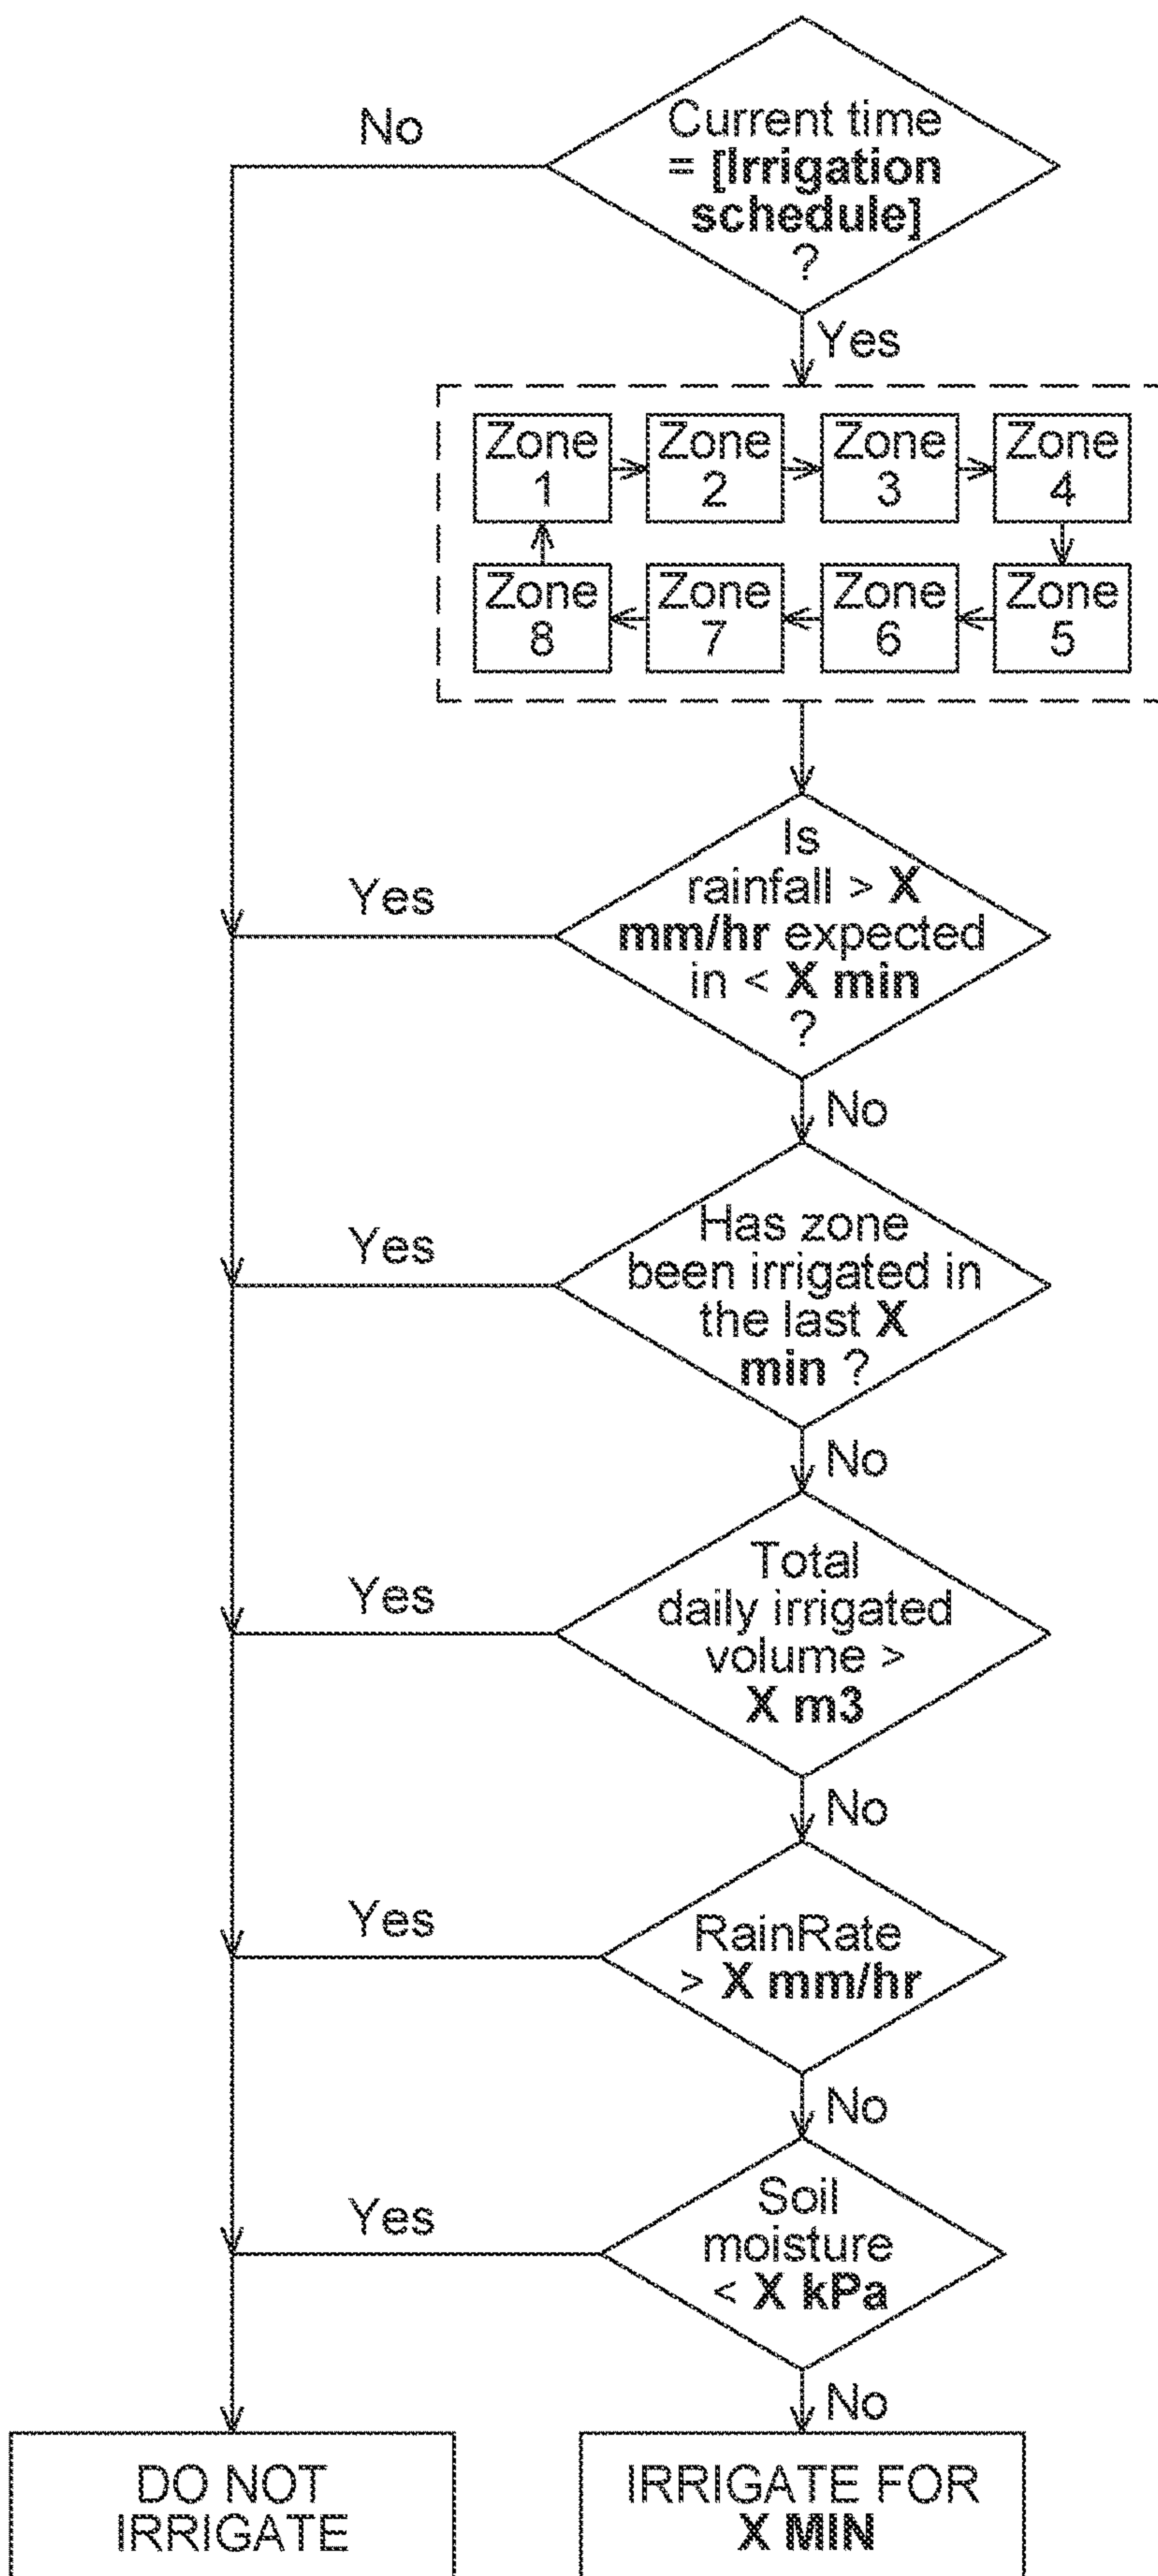 No
Current time
= [Irrigation
schedule]
?
Yes
Zone
1
Zone
2
Zone
3
Zone
4
Zone
8
Zone
7
Zone
6
Zone
5
Is
rainfall > X
mm/hr expected
in < X min
?
Yes
No
Has zone
been irrigated in
the last X
min ?
Yes
No
Total
daily irrigated
volume >
X m3
Yes
No
RainRate
> X mm/hr
Yes
No
Soil
moisture
< X kPa
Yes
No
DO NOT
IRRIGATE
IRRIGATE FOR
X MIN